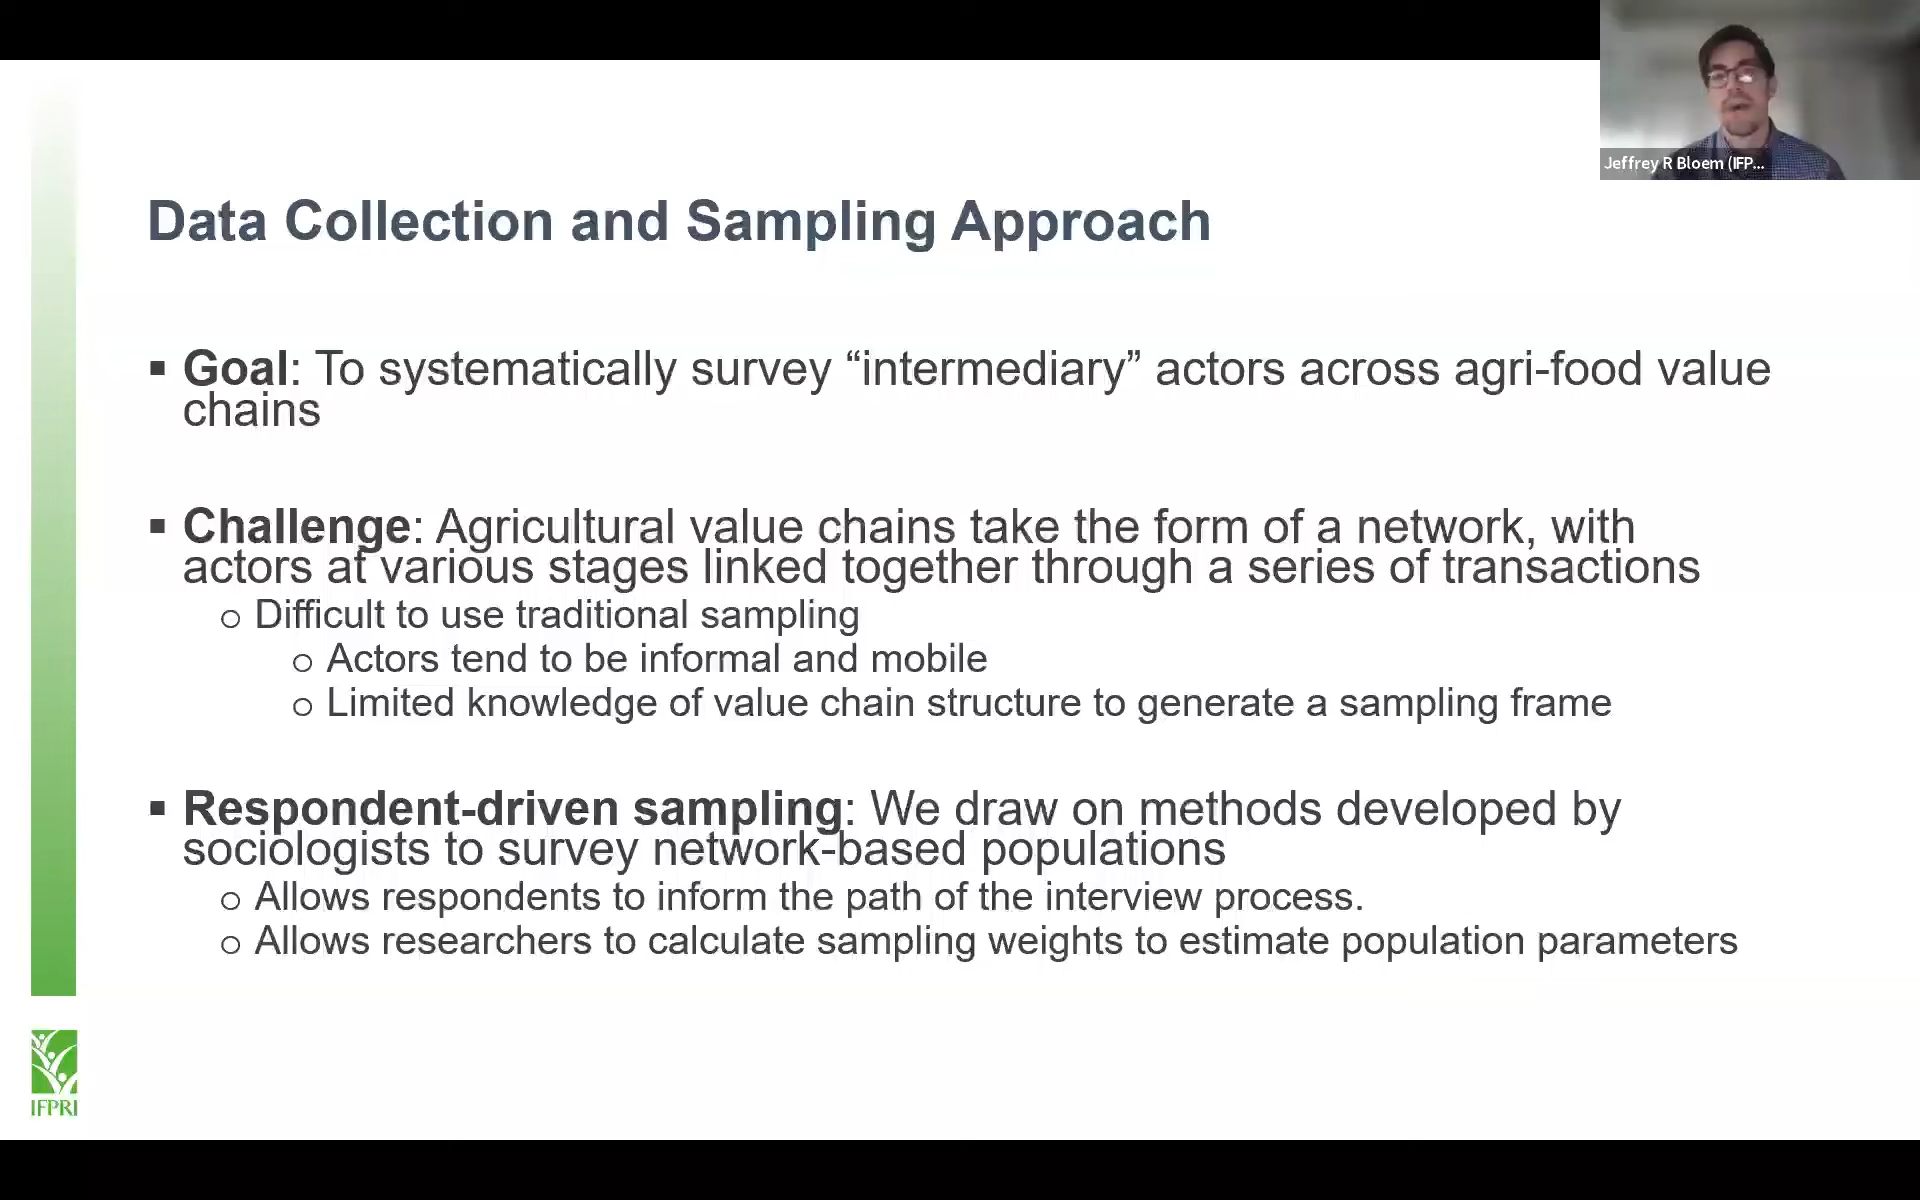 Jeffrey R Bloem (IFP...
Data Collection and Sampling Approach
▪ Goal: To systematically survey “intermediary” actors across agri-food value
chains
▪ Challenge: Agricultural value chains take the form of a network, with
actors at various stages linked together through a series of transactions
o Difficult to use traditional sampling
o Actors tend to be informal and mobile
o Limited knowledge of value chain structure to generate a sampling frame
▪ Respondent-driven sampling: We draw on methods developed by
sociologists to survey network-based populations
o Allows respondents to inform the path of the interview process.
o Allows researchers to calculate sampling weights to estimate population parameters
IFPRI